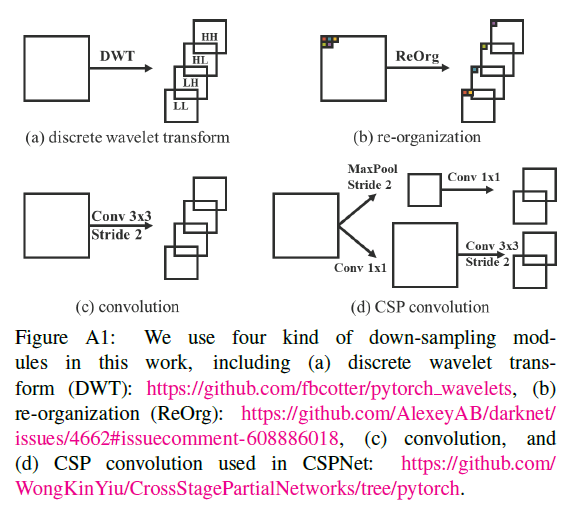 DWT
HH
HL
LH
LL
(a) discrete wavelet transform
ReOrg
(b) re-organization
Conv 3x3
Stride 2
(c) convolution
MaxPool
Stride 2
Conv 1x1
Conv 1x1
Conv 3x3
Stride 2
(d) CSP convolution
Figure A1: We use four kind of down-sampling mod-
ules in this work, including (a) discrete wavelet trans-
form (DWT): https://github.com/fbcotter/pytorch_wavelets, (b)
re-organization (ReOrg): https://github.com/AlexeyAB/darknet/
issues/4662#issuecomment-608886018, (c) convolution, and
(d) CSP convolution used in CSPNet: https://github.com/
WongKinYiu/CrossStagePartialNetworks/tree/pytorch.